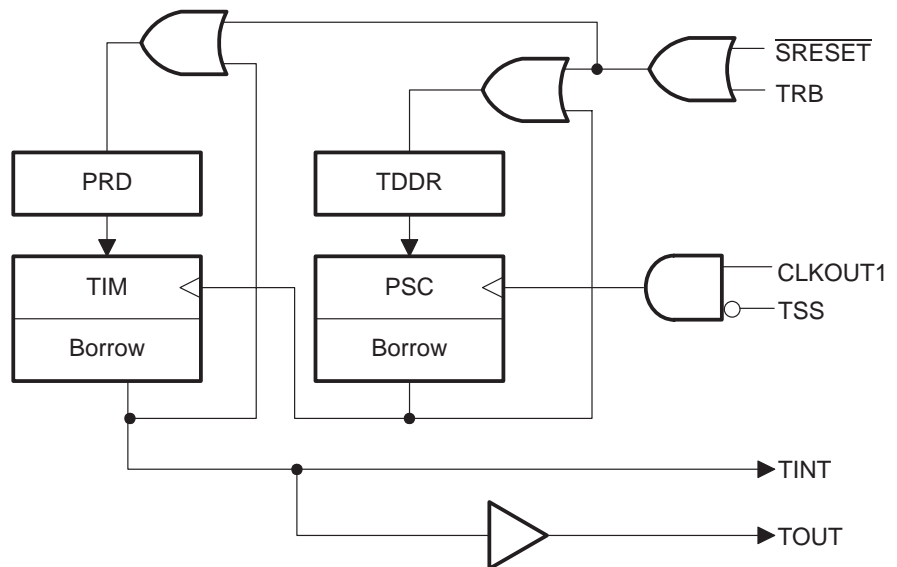 SRESET
TRB
PRD
TDDR
TIM
PSC
CLKOUT1
TSS
Borrow
Borrow
TINT
TOUT